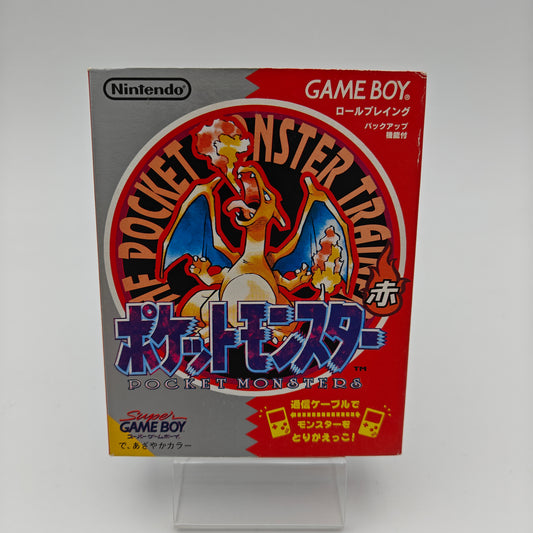 Nintendo®
GAME BOY®
ロールプレイング
バックアップ
機能付
THE POCKET MONSTER TRAINER
赤
ポケットモンスター
TM
POCKET MONSTERS
Super
GAME BOY
スーパーゲームボーイ
で、あざやかカラー
通信ケーブルで
モンスターを
とりかえっこ!